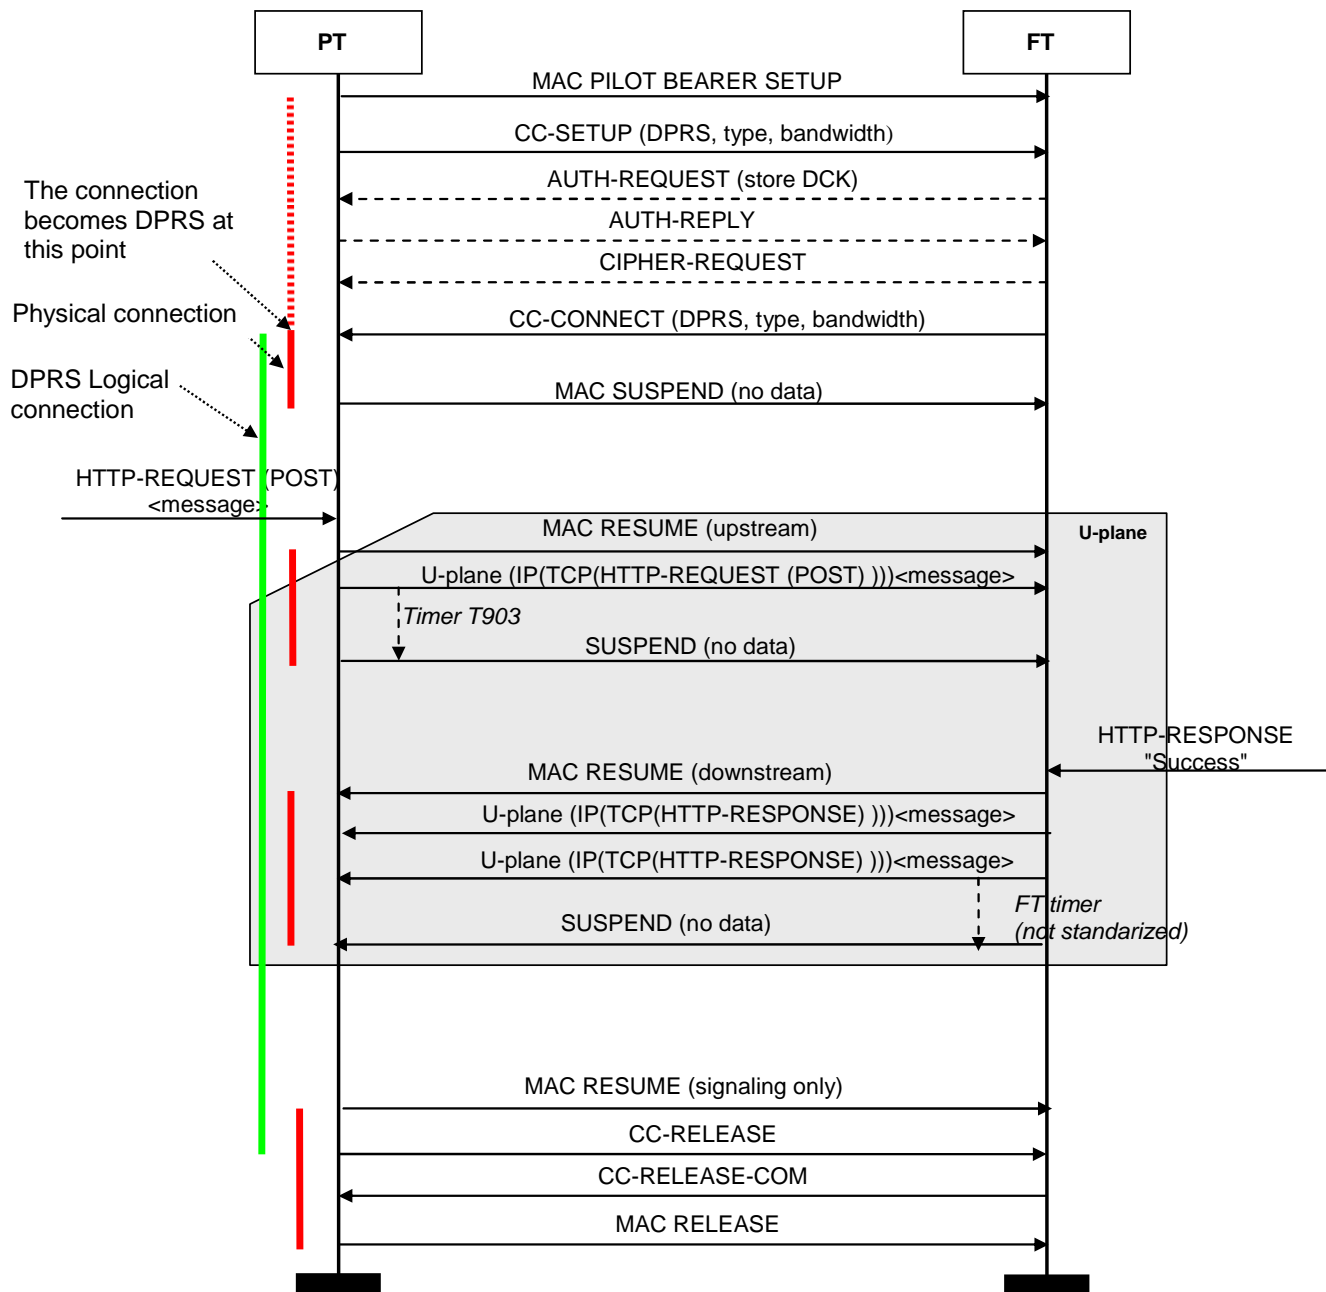 PT
FT
MAC PILOT BEARER SETUP
CC-SETUP (DPRS, type, bandwidth)
AUTH-REQUEST (store DCK)
The connection
becomes DPRS at
this point
AUTH-REPLY
CIPHER-REQUEST
Physical connection
CC-CONNECT (DPRS, type, bandwidth)
DPRS Logical
connection
MAC SUSPEND (no data)
HTTP-REQUEST (POST)
<message>
MAC RESUME (upstream)
U-plane
U-plane (IP(TCP(HTTP-REQUEST (POST) )))<message>
Timer T903
SUSPEND (no data)
HTTP-RESPONSE
"Success"
MAC RESUME (downstream)
U-plane (IP(TCP(HTTP-RESPONSE) )))<message>
U-plane (IP(TCP(HTTP-RESPONSE) )))<message>
FT timer
(not standarized)
SUSPEND (no data)
MAC RESUME (signaling only)
CC-RELEASE
CC-RELEASE-COM
MAC RELEASE